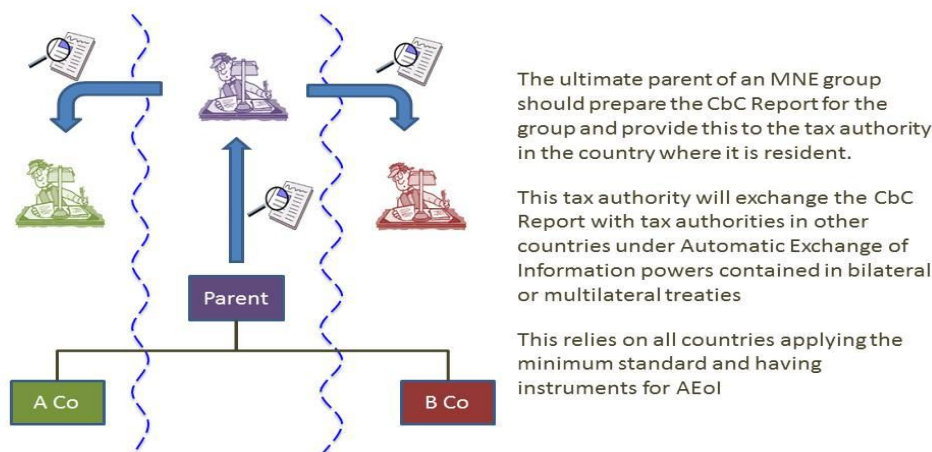 The ultimate parent of an MNE group
should prepare the CbC Report for the
group and provide this to the tax authority
in the country where it is resident.
This tax authority will exchange the CbC
Report with tax authorities in other
countries under Automatic Exchange of
Information powers contained in bilateral
or multilateral treaties
This relies on all countries applying the
minimum standard and having
instruments for AEoI
Parent
A Co
B Co